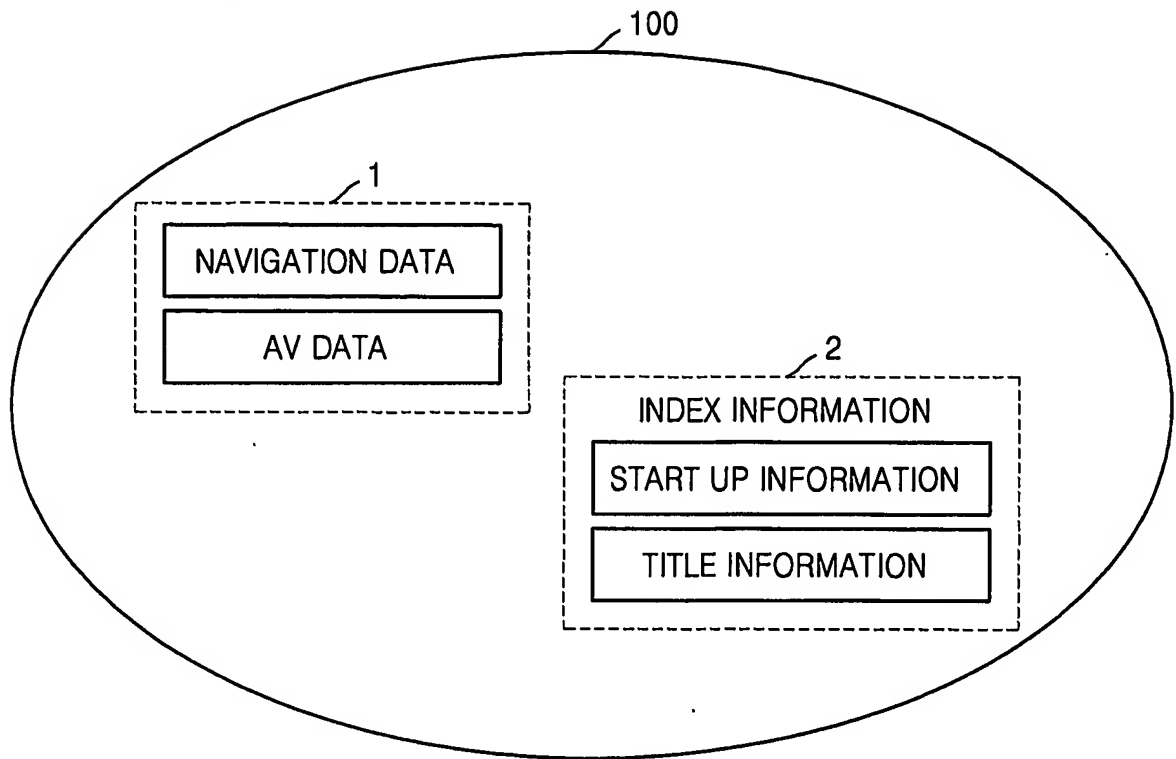 100
1
NAVIGATION DATA
AV DATA
2
INDEX INFORMATION
START UP INFORMATION
TITLE INFORMATION